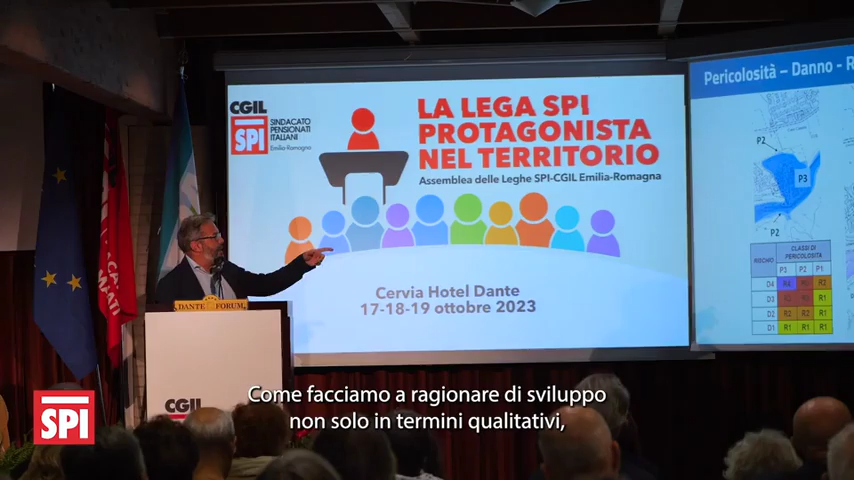 CGIL
SPI
SINDACATO
PENSIONATI
ITALIANI
Emilia-Romagna
LA LEGA SPI
PROTAGONISTA
NEL TERRITORIO
Assemblea delle Leghe SPI-CGIL Emilia-Romagna
Cervia Hotel Dante
17-18-19 ottobre 2023
Pericolosità – Danno - R
P2
P3
P2
RISCHIO
CLASSI DI
PERICOLOSITÀ
P3 P2 P1
D4 R4 R2
D3 R1
D2 R2 R2 R1
D1 R1 R1 R1
DANTE FORUM
CGIL
Come facciamo a ragionare di sviluppo
non solo in termini qualitativi,
SPI